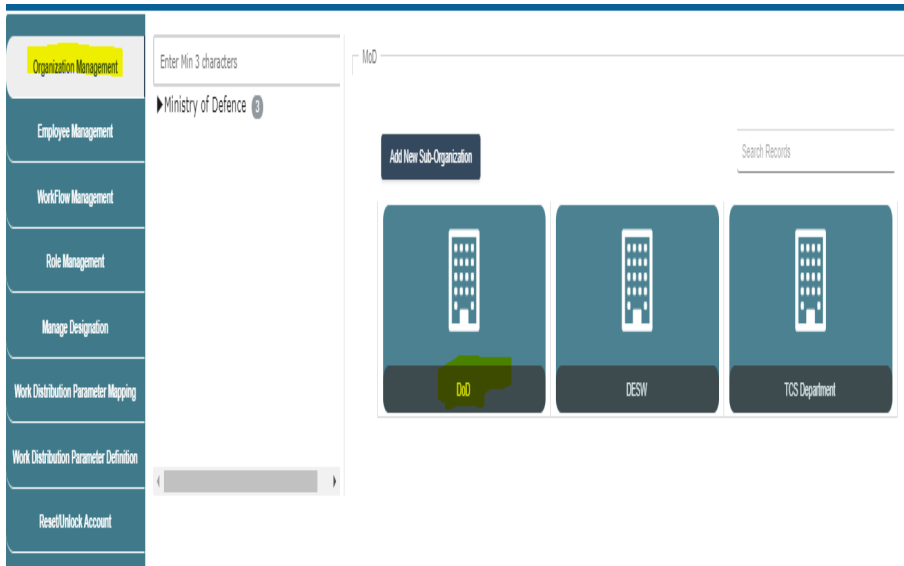 Organization Management
Employee Management
WorkFlow Management
Role Management
Manage Designation
Work Distribution Parameter Mapping
Work Distribution Parameter Definition
Reset/Unlock Account
Enter Min 3 characters
Ministry of Defence 3
MoD
Add New Sub-Organization
Search Records
DoD
DESW
TCS Department